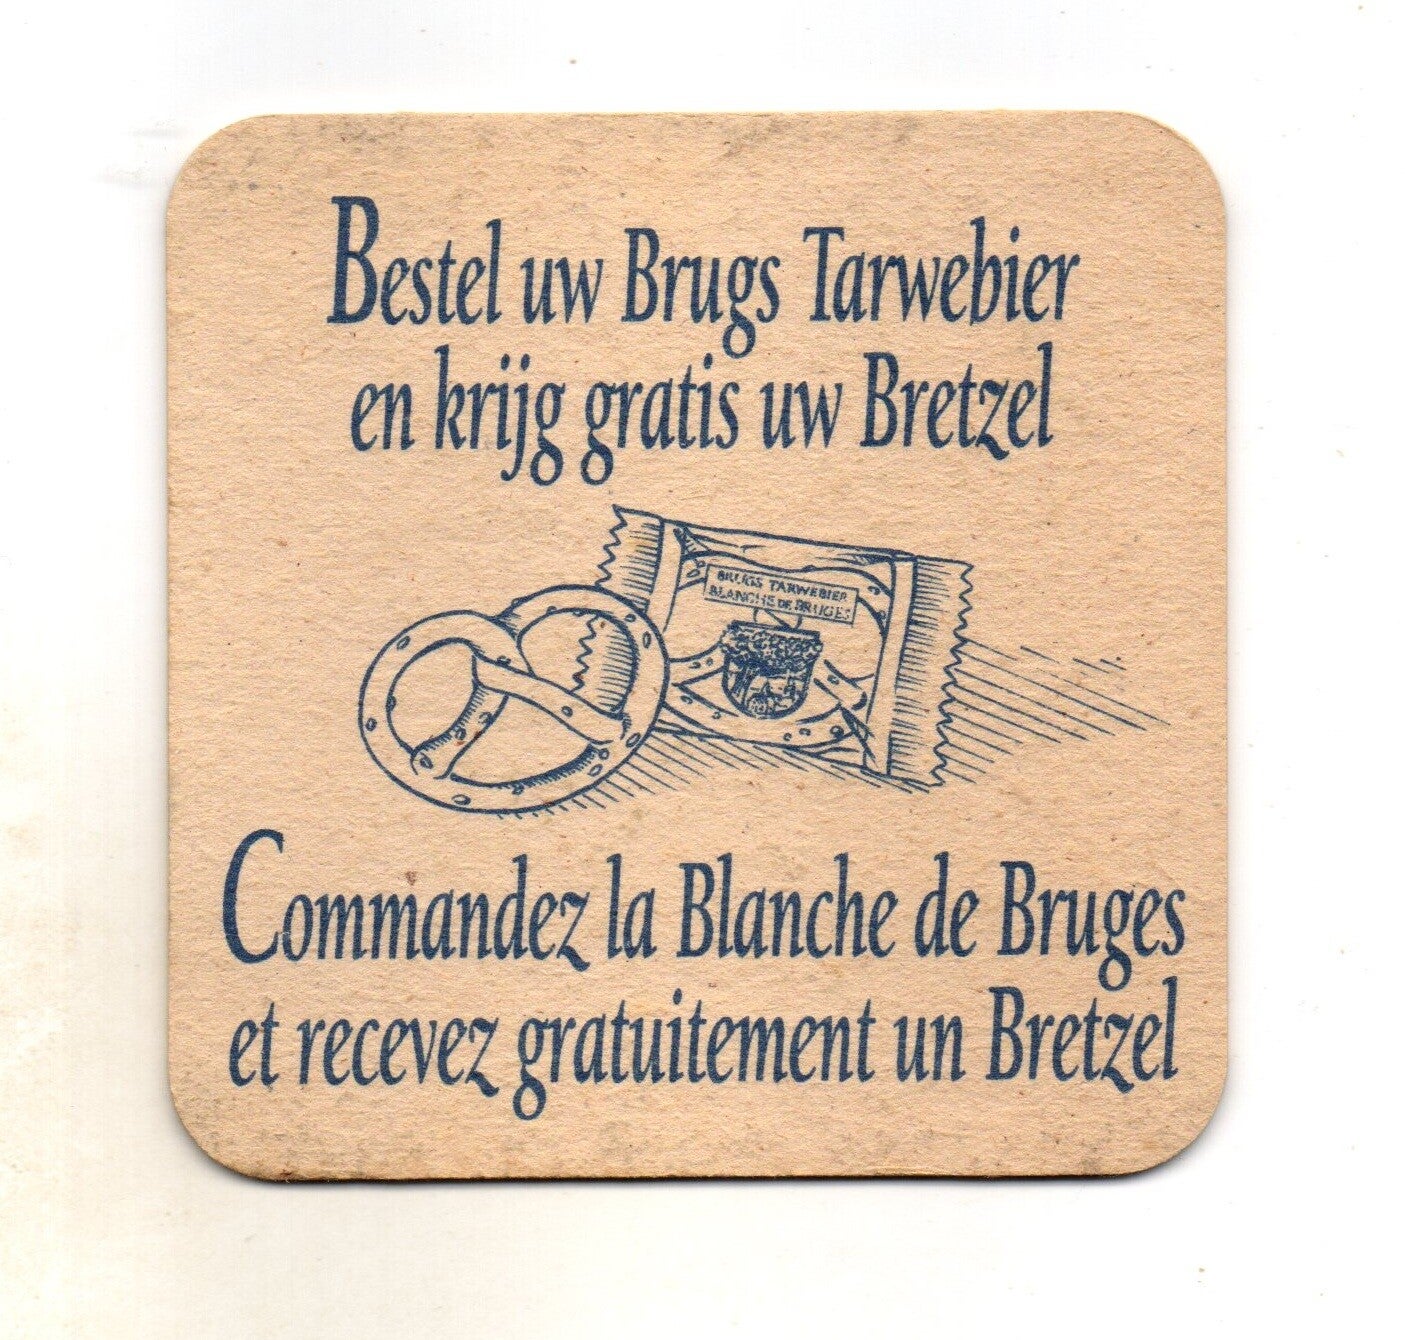 Bestel uw Brugs Tarwebier
en krijg gratis uw Bretzel
BRUGS TARWEBIER
BLANCHE DE BRUGES
Commandez la Blanche de Bruges
et recevez gratuitement un Bretzel